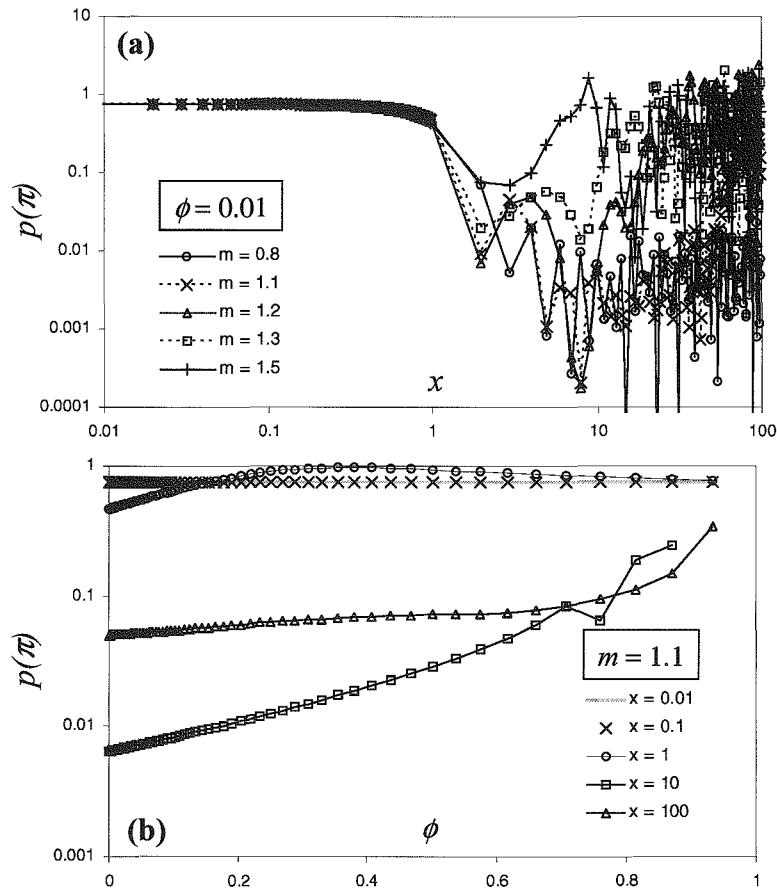 10
(a)
1
0.1
p(π)
0.01
0.001
0.0001
ϕ = 0.01
m = 0.8
m = 1.1
m = 1.2
m = 1.3
m = 1.5
x
0.01
0.1
1
10
100
1
0.1
p(π)
0.01
0.001
m = 1.1
x = 0.01
x = 0.1
x = 1
x = 10
x = 100
(b)
ϕ
0
0.2
0.4
0.6
0.8
1